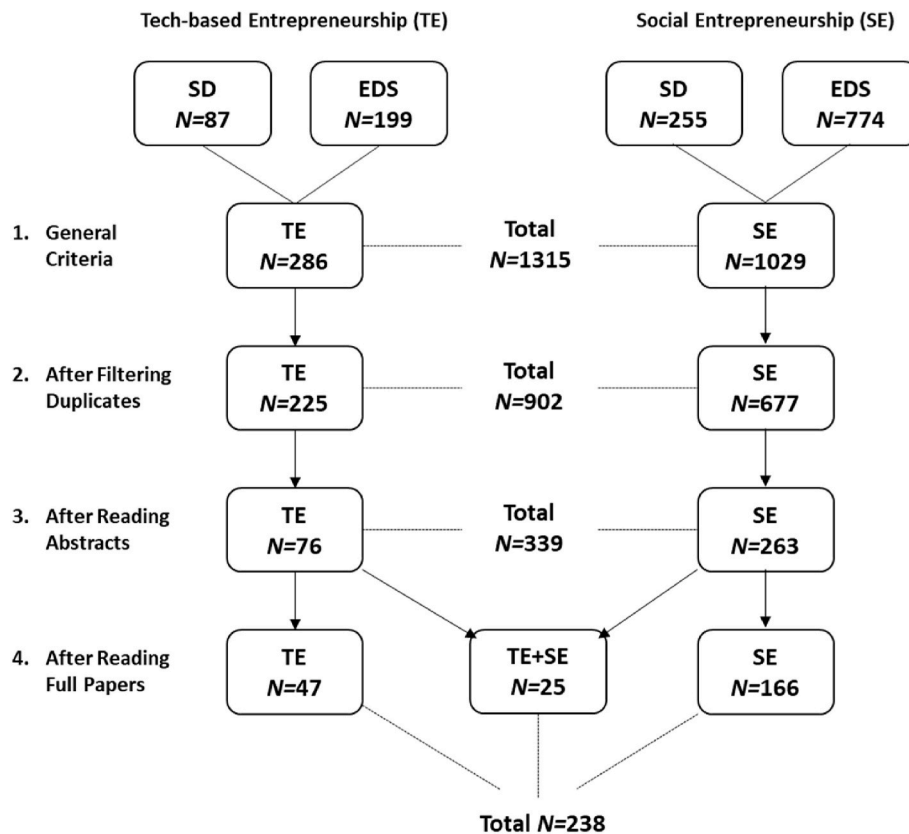 Tech-based Entrepreneurship (TE)
Social Entrepreneurship (SE)
SD
N=87
EDS
N=199
SD
N=255
EDS
N=774
1. General
Criteria
TE
N=286
Total
N=1315
SE
N=1029
2. After Filtering
Duplicates
TE
N=225
Total
N=902
SE
N=677
3. After Reading
Abstracts
TE
N=76
Total
N=339
SE
N=263
4. After Reading
Full Papers
TE
N=47
TE+SE
N=25
SE
N=166
Total N=238